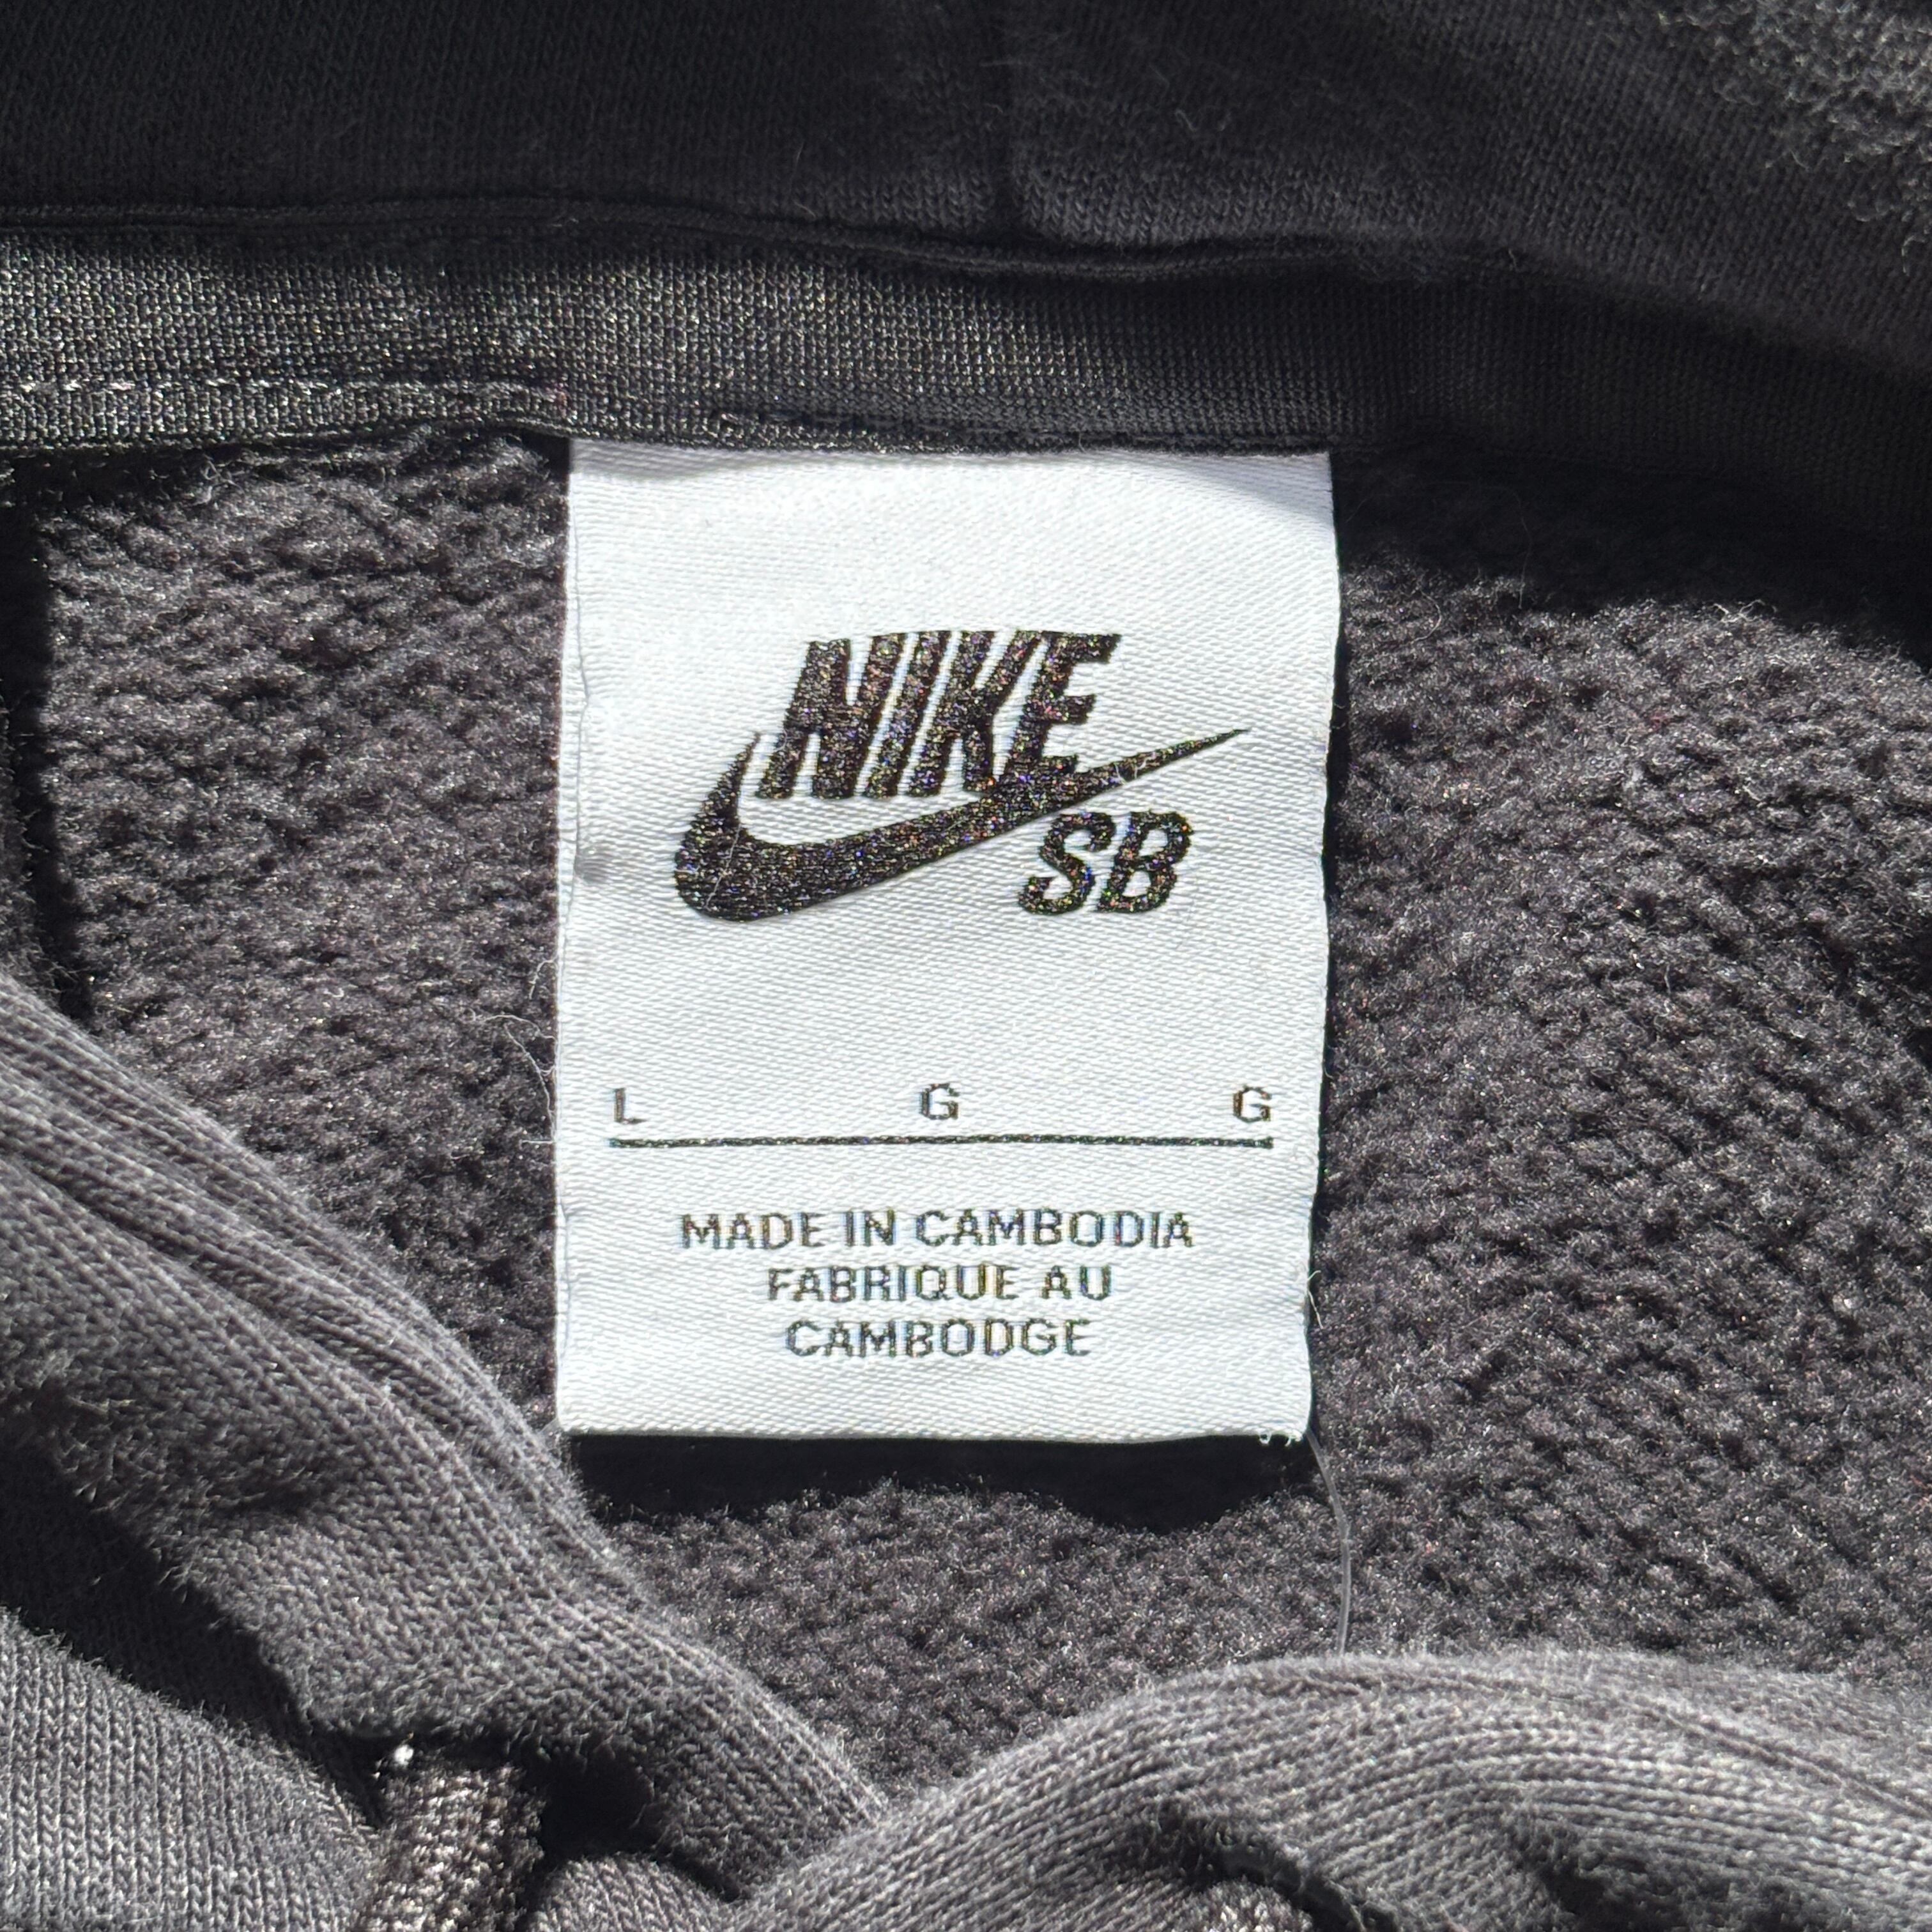 NIKE
SB
L G G
MADE IN CAMBODIA
FABRIQUE AU
CAMBODGE